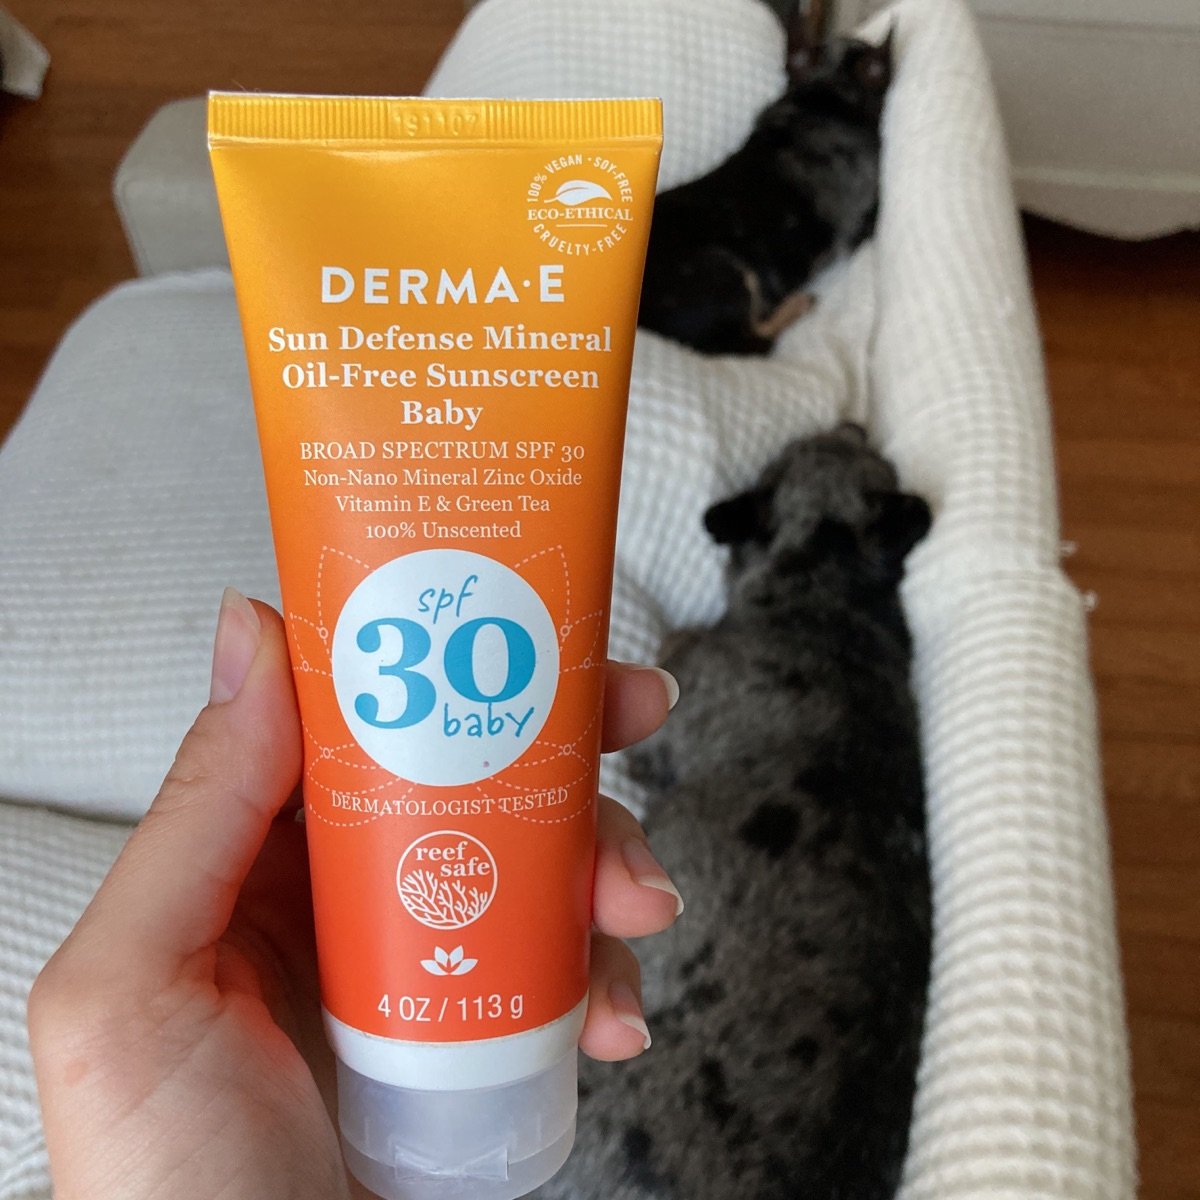 191107
100% VEGAN · SOY-FREE
ECO-ETHICAL
CRUELTY-FREE
DERMA·E
Sun Defense Mineral
Oil-Free Sunscreen
Baby
BROAD SPECTRUM SPF 30
Non-Nano Mineral Zinc Oxide
Vitamin E & Green Tea
100% Unscented
spf
30
baby
DERMATOLOGIST TESTED
reef
safe
4 OZ / 113 g